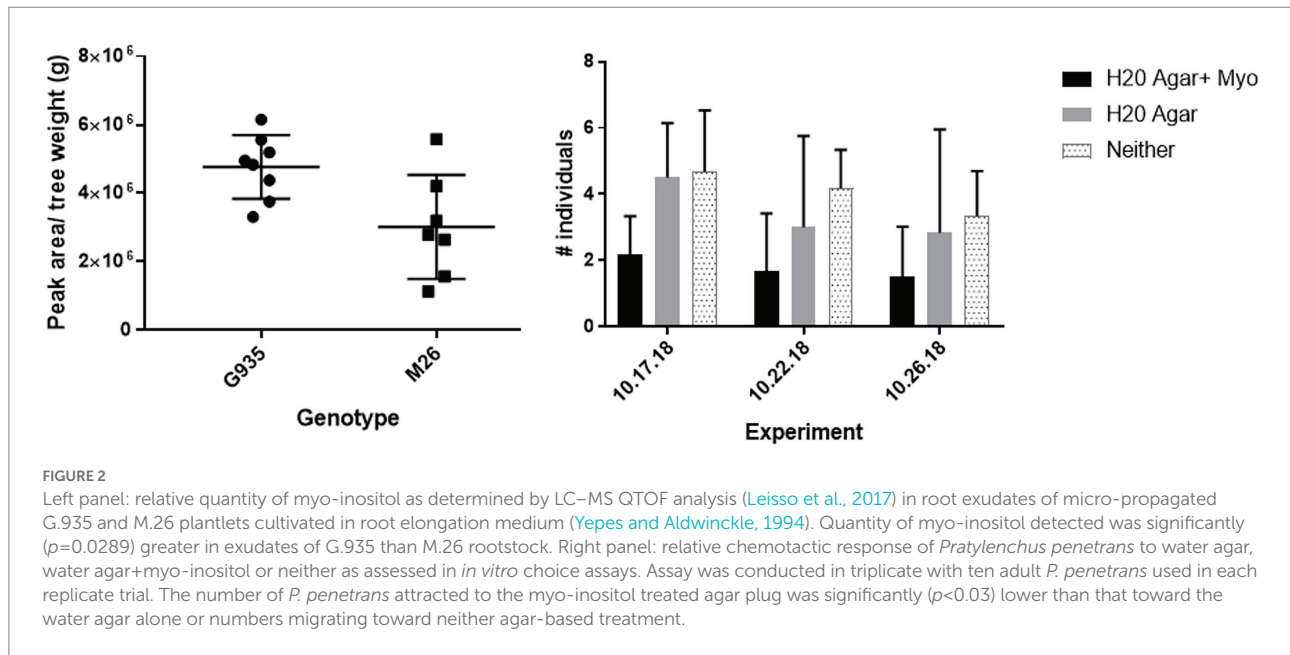 8×10⁶
6×10⁶
4×10⁶
2×10⁶
0
Peak area/ tree weight (g)
G935
M26
Genotype
8
6
4
2
0
# individuals
10.17.18
10.22.18
10.26.18
Experiment
H20 Agar+ Myo
H20 Agar
Neither
FIGURE 2
Left panel: relative quantity of myo-inositol as determined by LC–MS QTOF analysis (Leisso et al., 2017) in root exudates of micro-propagated
G.935 and M.26 plantlets cultivated in root elongation medium (Yepes and Aldwinckle, 1994). Quantity of myo-inositol detected was significantly
(p=0.0289) greater in exudates of G.935 than M.26 rootstock. Right panel: relative chemotactic response of Pratylenchus penetrans to water agar,
water agar+myo-inositol or neither as assessed in in vitro choice assays. Assay was conducted in triplicate with ten adult P. penetrans used in each
replicate trial. The number of P. penetrans attracted to the myo-inositol treated agar plug was significantly (p<0.03) lower than that toward the
water agar alone or numbers migrating toward neither agar-based treatment.